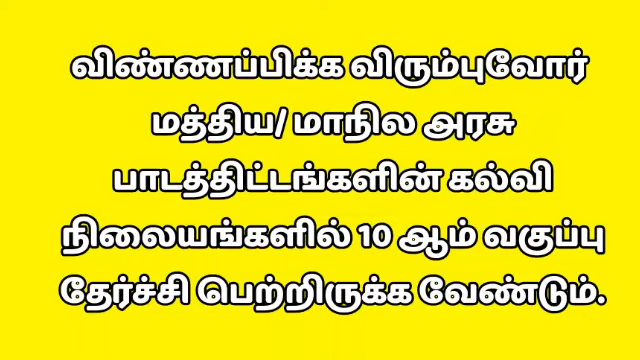 விண்ணப்பிக்க விரும்புவோர்
மத்திய/ மாநில அரசு
பாடத்திட்டங்களின் கல்வி
நிலையங்களில் 10 ஆம் வகுப்பு
தேர்ச்சி பெற்றிருக்க வேண்டும்.